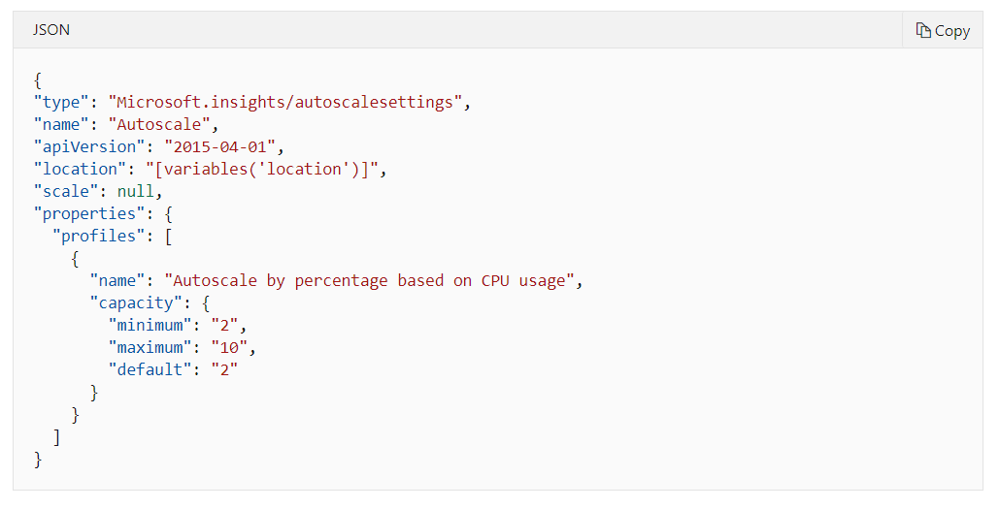 JSON
Copy
{
"type": "Microsoft.insights/autoscalesettings",
"name": "Autoscale",
"apiVersion": "2015-04-01",
"location": "[variables('location')]",
"scale": null,
"properties": {
  "profiles": [
    {
      "name": "Autoscale by percentage based on CPU usage",
      "capacity": {
        "minimum": "2",
        "maximum": "10",
        "default": "2"
      }
    }
  ]
}